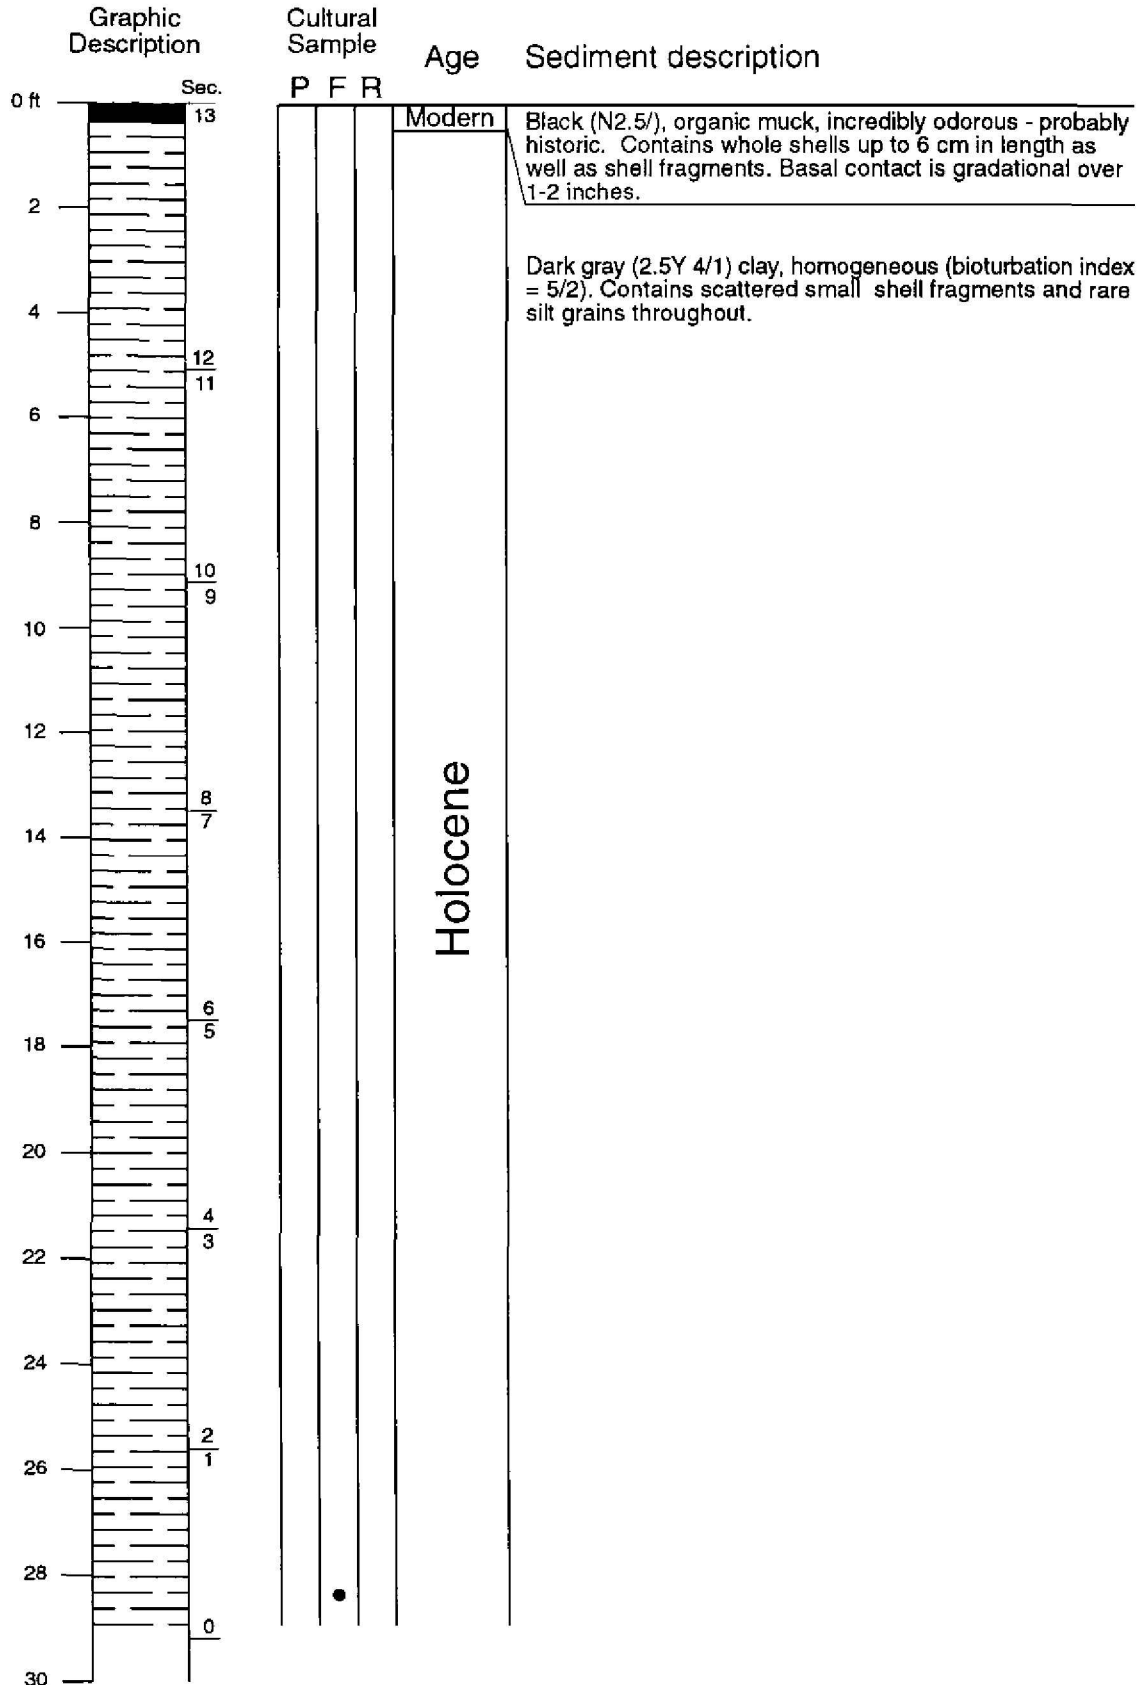 Graphic
Description
Cultural
Sample
Age
Sediment description
Sec.
P F R
0 ft
13
Modern
Black (N2.5/), organic muck, incredibly odorous - probably
historic. Contains whole shells up to 6 cm in length as
well as shell fragments. Basal contact is gradational over
1-2 inches.
2
Dark gray (2.5Y 4/1) clay, homogeneous (bioturbation index
= 5/2). Contains scattered small shell fragments and rare
silt grains throughout.
4
12
11
6
8
10
9
10
12
8
7
14
Holocene
16
6
5
18
20
4
3
22
24
2
1
26
28
0
30